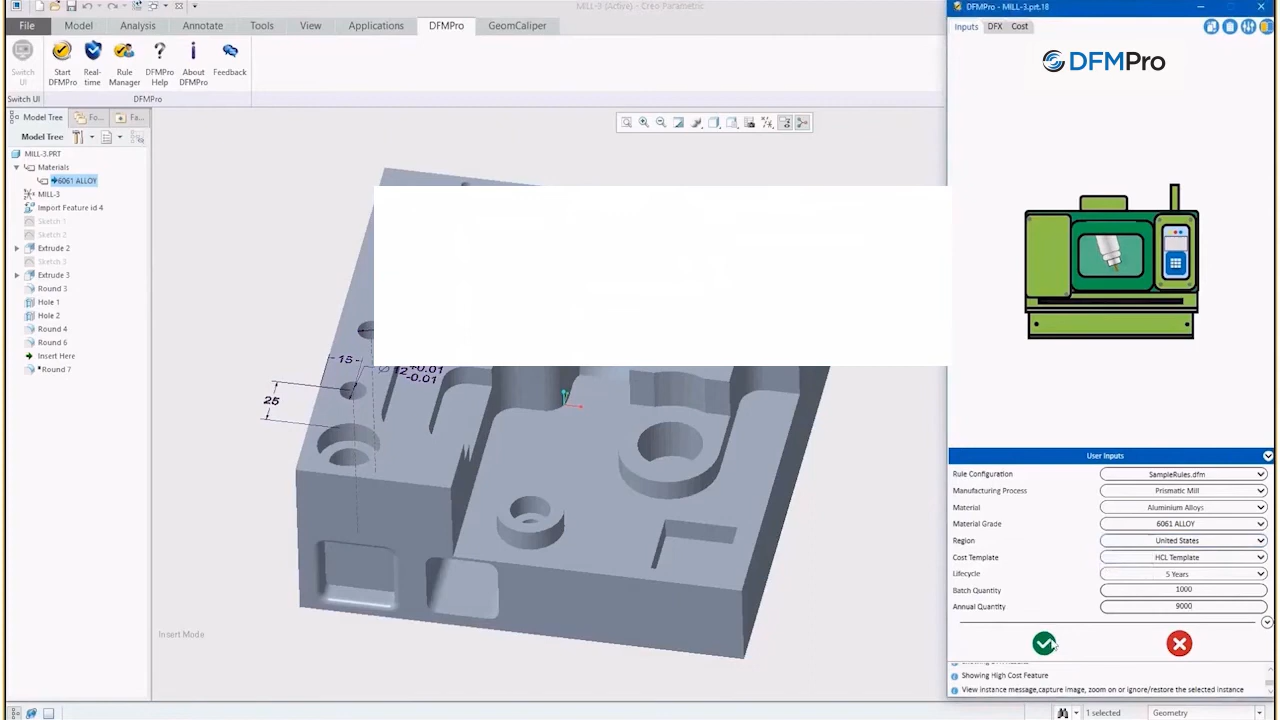 MILL-3 (Active) - Creo Parametric
File Model Analysis Annotate Tools View Applications DFMPro GeomCaliper
Switch UI
Start DFMPro
Real-time
Rule Manager
DFMPro Help
About DFMPro
Feedback
Switch UI
DFMPro
Model Tree Fo... Fa...
Model Tree
MILL-3.PRT
Materials
6061 ALLOY
MILL-3
Import Feature id 4
Sketch 1
Sketch 2
Extrude 2
Sketch 3
Extrude 3
Round 3
Hole 1
Hole 2
Round 4
Round 6
Insert Here
*Round 7
15
Ø12 +0.01
-0.01
25
Insert Mode
DFMPro - MILL-3.prt.18
Inputs DFX Cost
DFMPro
User Inputs
Rule Configuration SampleRules.dfm
Manufacturing Process Prismatic Mill
Material Aluminium Alloys
Material Grade 6061 ALLOY
Region United States
Cost Template HCL Template
Lifecycle 5 Years
Batch Quantity 1000
Annual Quantity 9000
Showing High Cost Feature
View instance message,capture Image, zoom on or ignore/restore the selected instance
1 selected Geometry